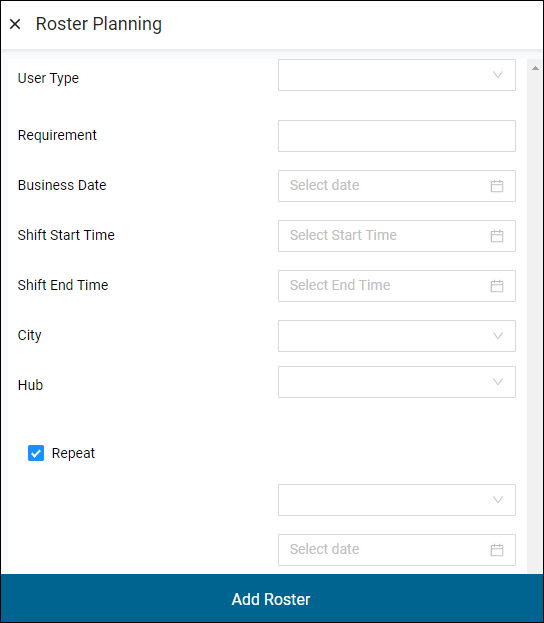 Roster Planning
User Type
Requirement
Business Date Select date
Shift Start Time Select Start Time
Shift End Time Select End Time
City
Hub
Repeat
Select date
Add Roster